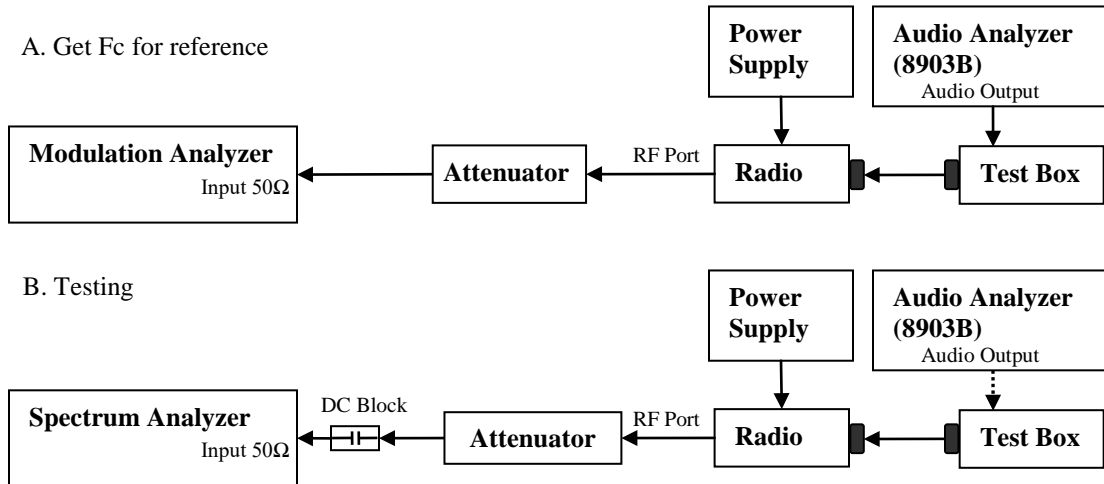 A. Get Fc for reference
Power
Supply
Audio Analyzer
(8903B)
Audio Output
Modulation Analyzer
Input 50Ω
Attenuator
RF Port
Radio
Test Box
B. Testing
Power
Supply
Audio Analyzer
(8903B)
Audio Output
Spectrum Analyzer
Input 50Ω
DC Block
Attenuator
RF Port
Radio
Test Box